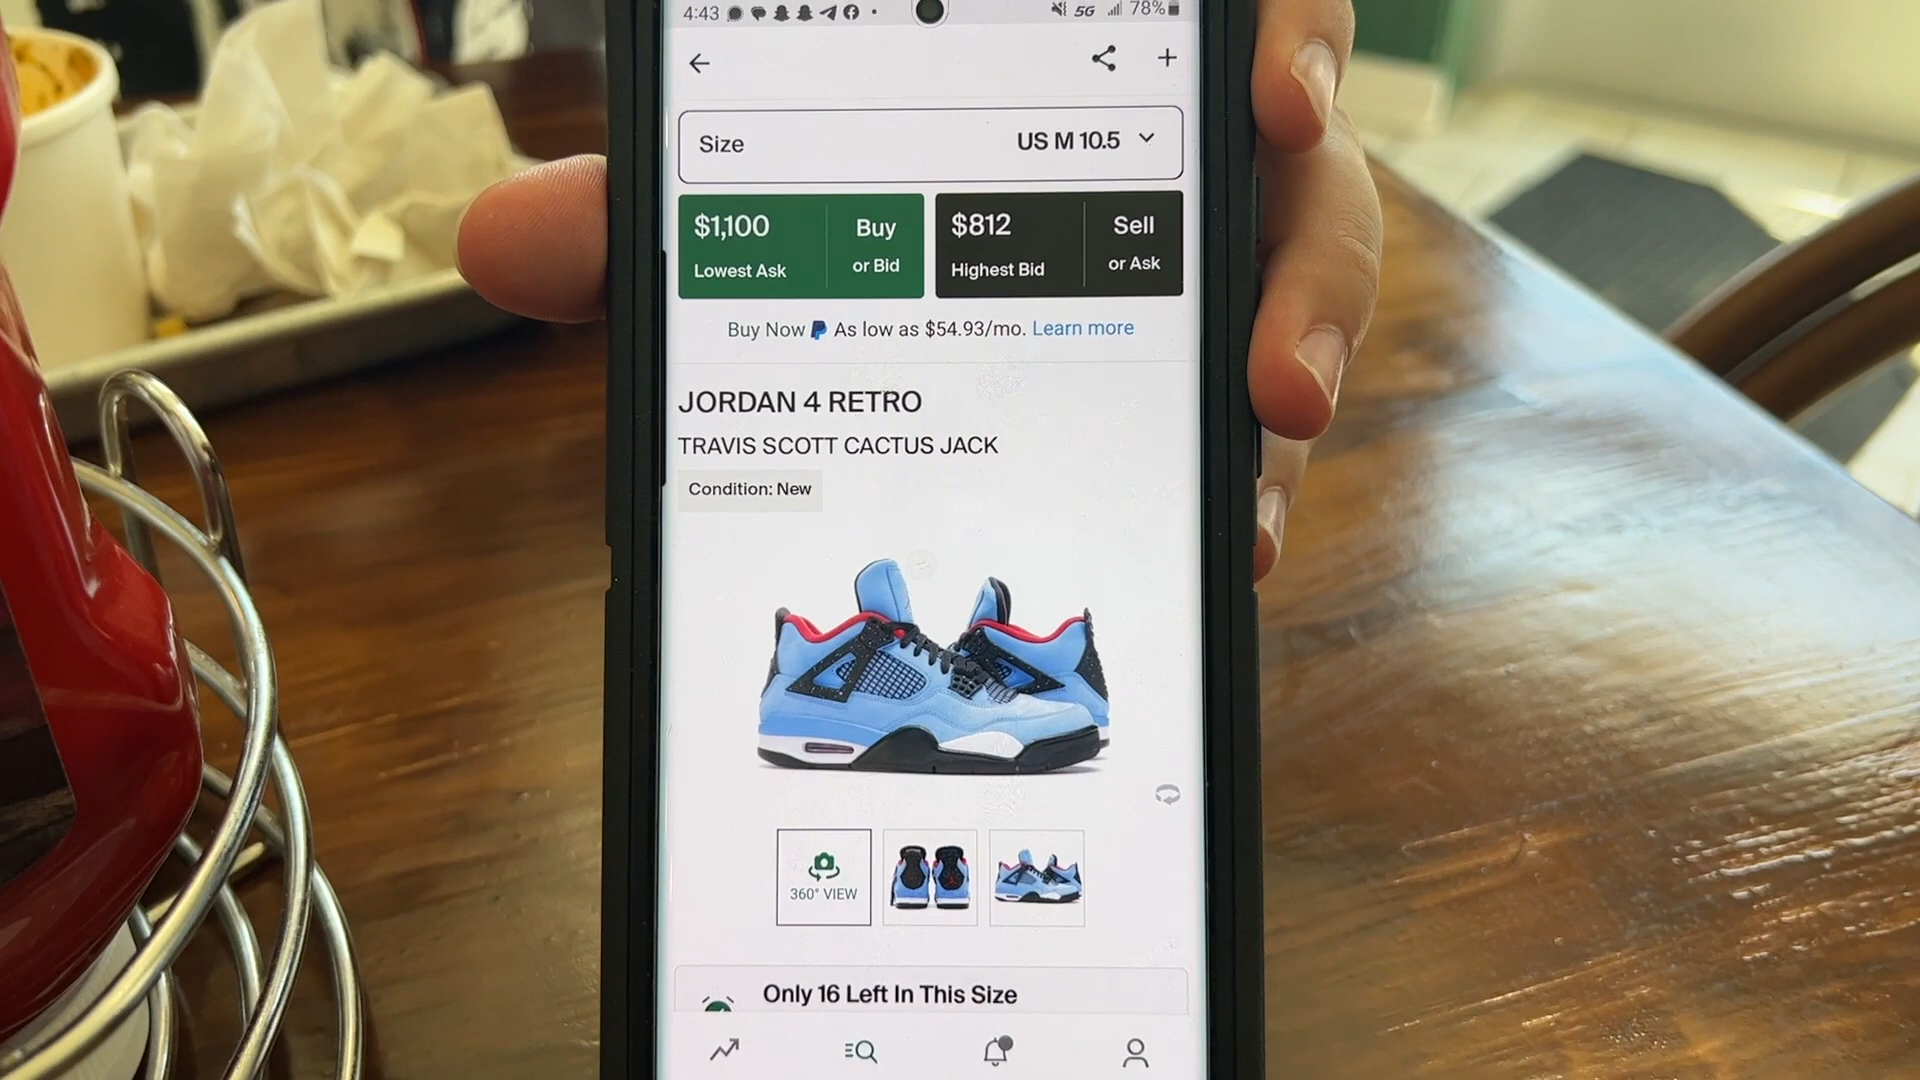 4:43
5G
78%
Size
US M 10.5
$1,100
Lowest Ask
Buy
or Bid
$812
Highest Bid
Sell
or Ask
Buy Now As low as $54.93/mo. Learn more
JORDAN 4 RETRO
TRAVIS SCOTT CACTUS JACK
Condition: New
360° VIEW
Only 16 Left In This Size